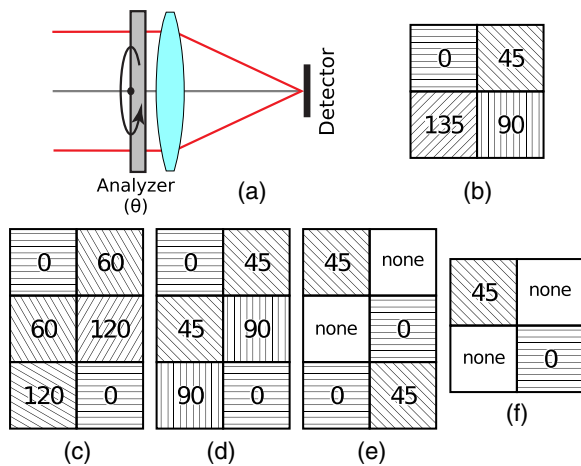 Detector
Analyzer
(θ)
(a)
0 45
135 90
(b)
0 60
60 120
120 0
(c)
0 45
45 90
90 0
(d)
45 none
none 0
0 45
(e)
45 none
none 0
(f)